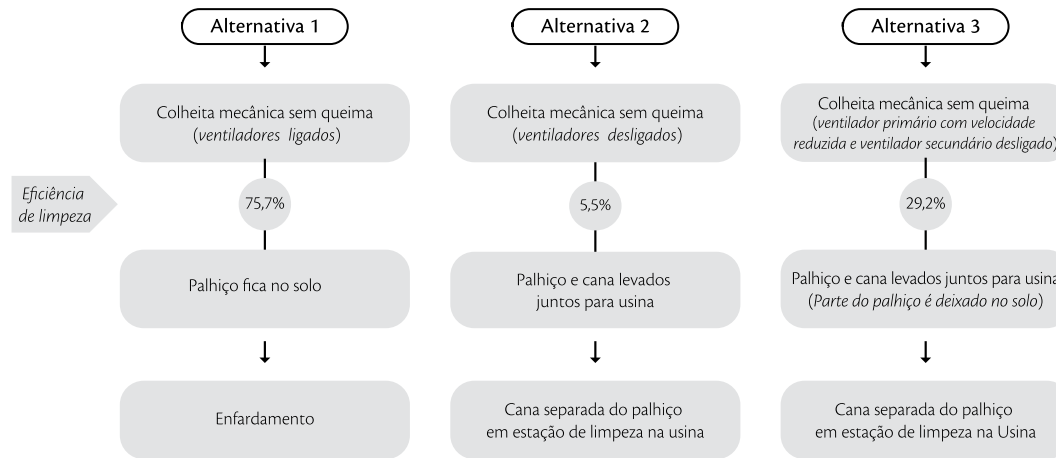 Alternativa 1
Colheita mecânica sem queima
(ventiladores ligados)
Eficiência
de limpeza
75,7%
Palhiço fica no solo
Enfardamento
Alternativa 2
Colheita mecânica sem queima
(ventiladores desligados)
5,5%
Palhiço e cana levados
juntos para usina
Cana separada do palhiço
em estação de limpeza na usina
Alternativa 3
Colheita mecânica sem queima
(ventilador primário com velocidade
reduzida e ventilador secundário desligado)
29,2%
Palhiço e cana levados juntos para usina
(Parte do palhiço é deixado no solo)
Cana separada do palhiço
em estação de limpeza na Usina